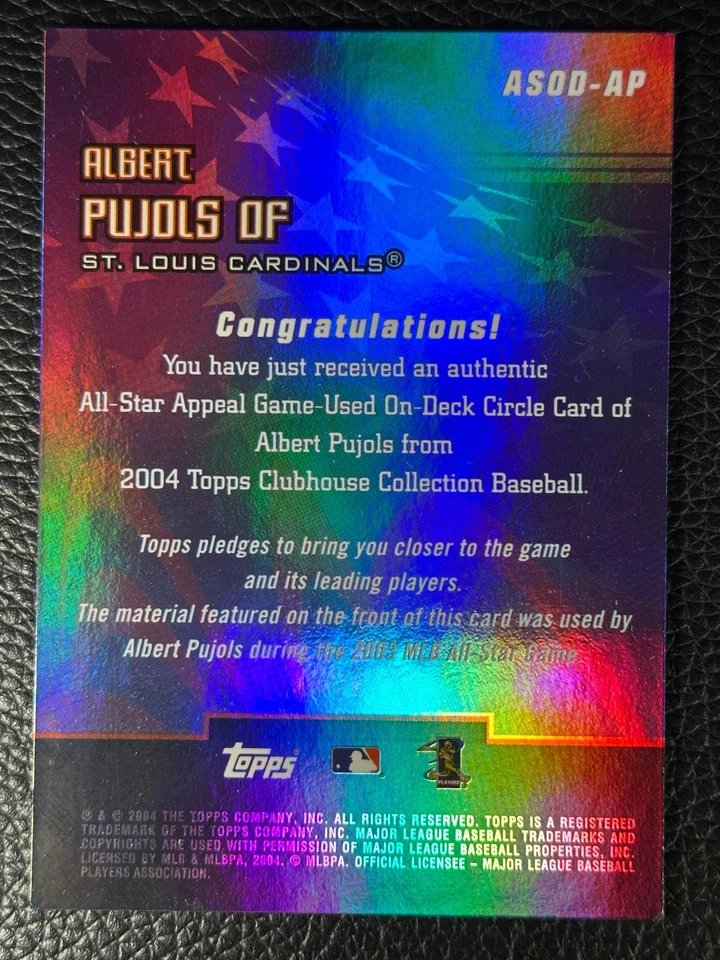 ASOD-AP
ALBERT
PUJOLS OF
ST. LOUIS CARDINALS®
Congratulations!
You have just received an authentic
All-Star Appeal Game-Used On-Deck Circle Card of
Albert Pujols from
2004 Topps Clubhouse Collection Baseball.
Topps pledges to bring you closer to the game
and its leading players.
The material featured on the front of this card was used by
Albert Pujols during the 2003 MLB All-Star Game
Topps
PLAYERS
® & © 2004 THE TOPPS COMPANY, INC. ALL RIGHTS RESERVED. TOPPS IS A REGISTERED
TRADEMARK OF THE TOPPS COMPANY, INC. MAJOR LEAGUE BASEBALL TRADEMARKS AND
COPYRIGHTS ARE USED WITH PERMISSION OF MAJOR LEAGUE BASEBALL PROPERTIES, INC.
LICENSED BY MLB & MLBPA, 2004. © MLBPA. OFFICIAL LICENSEE – MAJOR LEAGUE BASEBALL
PLAYERS ASSOCIATION.